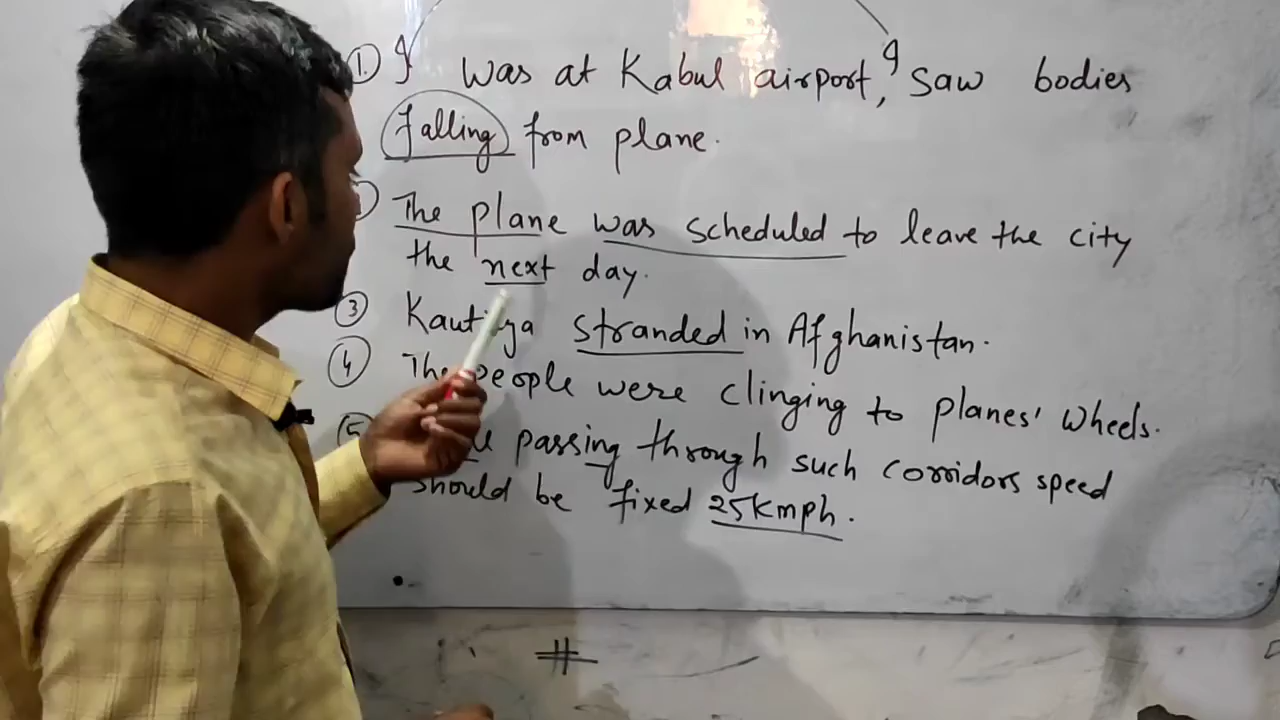 ① I was at Kabul airport, I saw bodies
falling from plane.
The plane was scheduled to leave the city
the next day.
③ stranded in Afghanistan.
④ The people were clinging to planes' wheels.
⑤ passing through such corridors speed
should be fixed 25kmph.
#